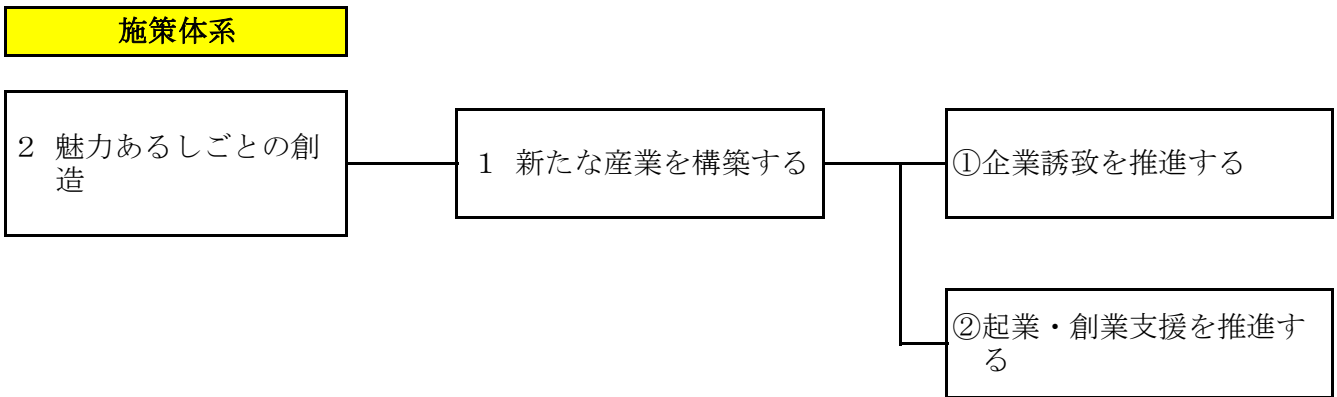 施策体系
２ 魅力あるしごとの創
造
１ 新たな産業を構築する
①企業誘致を推進する
②起業・創業支援を推進す
る